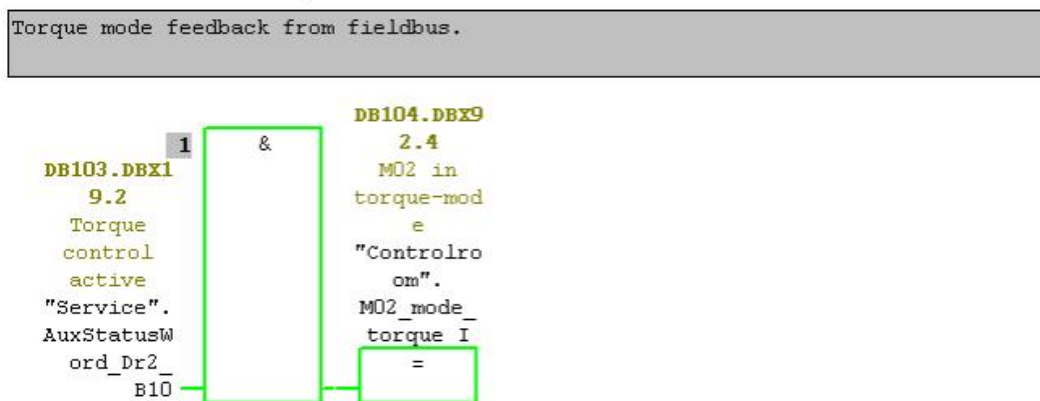 Torque mode feedback from fieldbus.
1
&
DB103.DBX1
9.2
Torque
control
active
"Service".
AuxStatusW
ord_Dr2_
B10
DB104.DBX9
2.4
M02 in
torque-mod
e
"Controlro
om".
M02_mode_
torque I
=